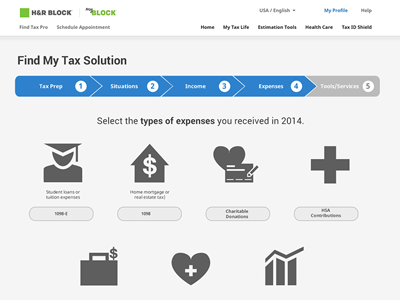 H&R BLOCK
My BLOCK
USA / English
My Profile
Help
Find Tax Pro
Schedule Appointment
Home
My Tax Life
Estimation Tools
Health Care
Tax ID Shield
Find My Tax Solution
Tax Prep 1
Situations 2
Income 3
Expenses 4
Tools/Services 5
Select the types of expenses you received in 2014.
$
Student loans or
tuition expenses
Home mortgage or
real estate tax)
1098-E
1098
Charitable
Donations
HSA
Contributions
$